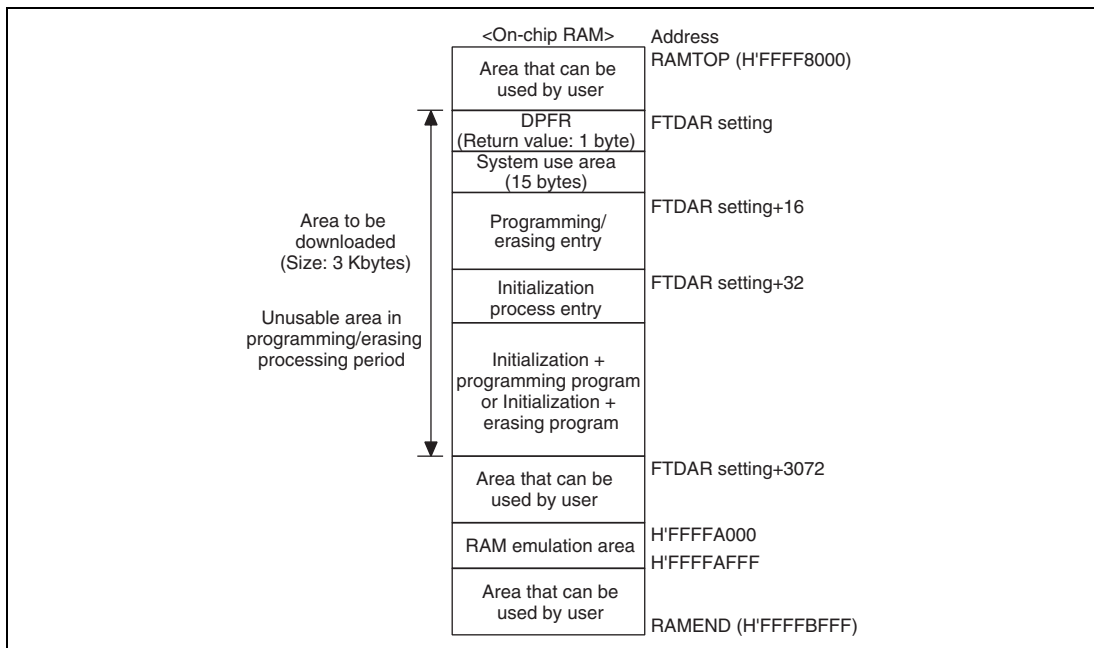 <On-chip RAM>
Address
RAMTOP (H'FFFF8000)
Area that can be
used by user
DPFR
(Return value: 1 byte)
FTDAR setting
System use area
(15 bytes)
Programming/
erasing entry
FTDAR setting+16
Area to be
downloaded
(Size: 3 Kbytes)
Initialization
process entry
FTDAR setting+32
Unusable area in
programming/erasing
processing period
Initialization +
programming program
or Initialization +
erasing program
Area that can be
used by user
FTDAR setting+3072
RAM emulation area
H'FFFFA000
H'FFFFAFFF
Area that can be
used by user
RAMEND (H'FFFFBFFF)